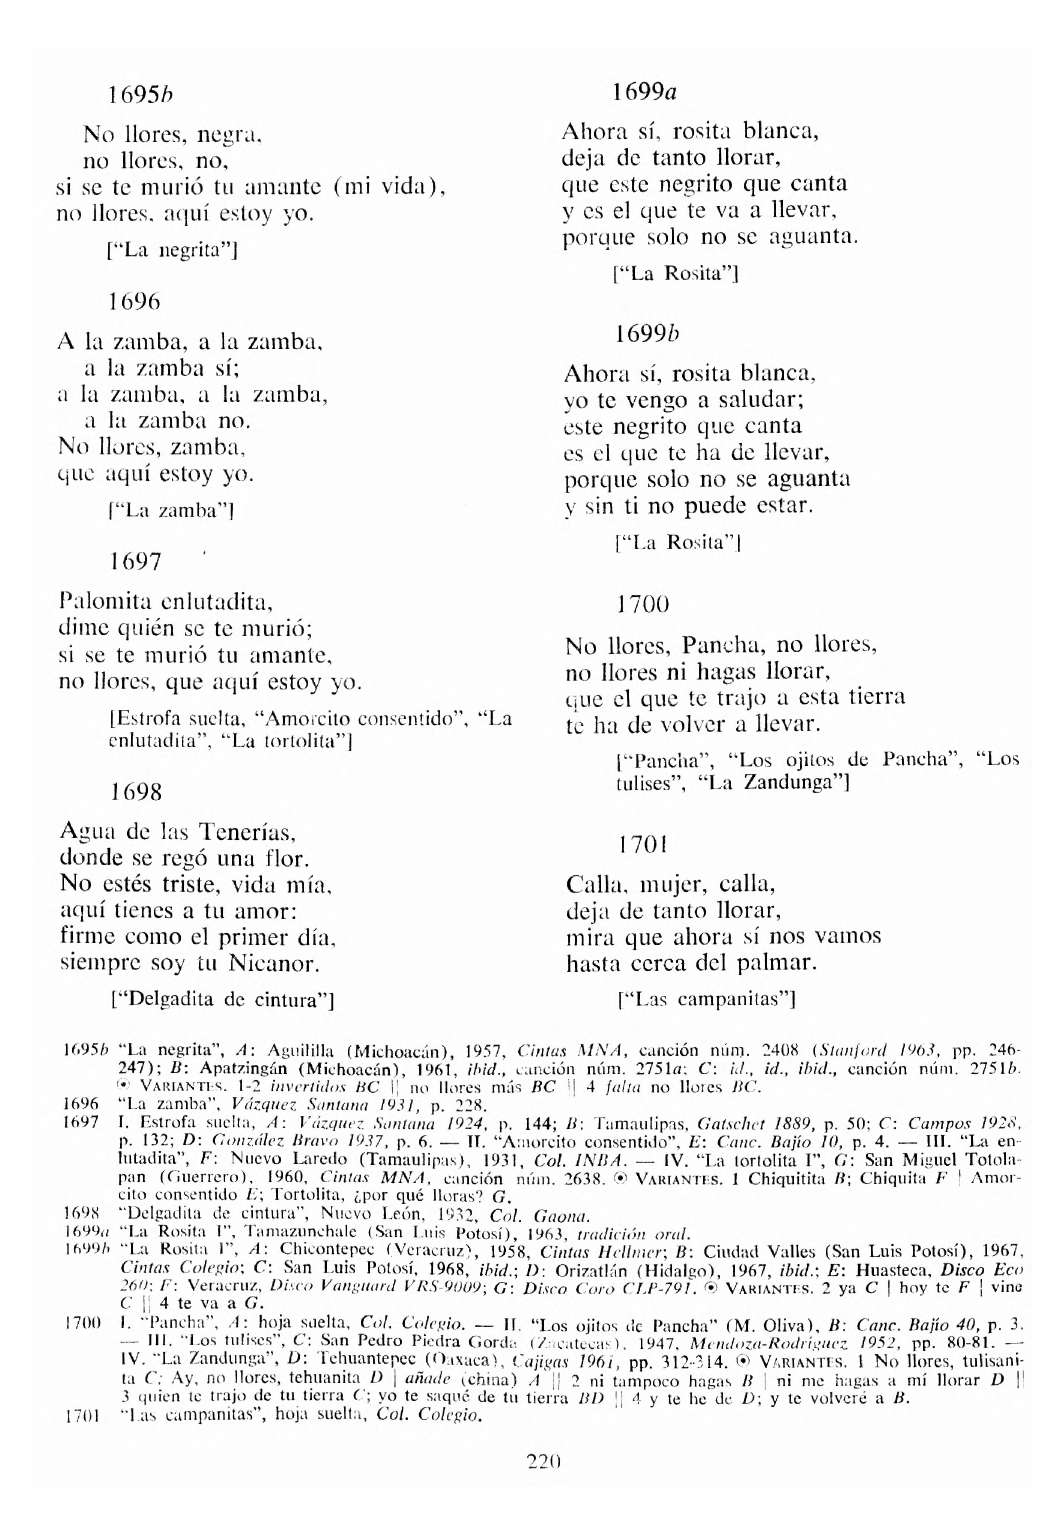 1695b
No llores, negra,
no llores, no,
si se te murió tu amante (mi vida),
no llores, aquí estoy yo.
[“La negrita”]
1696
A la zamba, a la zamba,
a la zamba sí;
a la zamba, a la zamba,
a la zamba no.
No llores, zamba,
que aquí estoy yo.
[“La zamba”]
1697
Palomita enlutadita,
dime quién se te murió;
si se te murió tu amante,
no llores, que aquí estoy yo.
[Estrofa suelta, “Amorcito consentido”, “La
enlutadita”, “La tortolita”]
1698
Agua de las Tenerías,
donde se regó una flor.
No estés triste, vida mía,
aquí tienes a tu amor:
firme como el primer día,
siempre soy tu Nicanor.
[“Delgadita de cintura”]
1699a
Ahora sí, rosita blanca,
deja de tanto llorar,
que este negrito que canta
y es el que te va a llevar,
porque solo no se aguanta.
[“La Rosita”]
1699b
Ahora sí, rosita blanca,
yo te vengo a saludar;
este negrito que canta
es el que te ha de llevar,
porque solo no se aguanta
y sin ti no puede estar.
[“La Rosita”]
1700
No llores, Pancha, no llores,
no llores ni hagas llorar,
que el que te trajo a esta tierra
te ha de volver a llevar.
[“Pancha”, “Los ojitos de Pancha”, “Los
tulises”, “La Zandunga”]
1701
Calla, mujer, calla,
deja de tanto llorar,
mira que ahora sí nos vamos
hasta cerca del palmar.
[“Las campanitas”]
1695b “La negrita”, A: Aguililla (Michoacán), 1957, Cintas MNA, canción núm. 2408 (Stanford 1963, pp. 246-
247); B: Apatzingán (Michoacán), 1961, ibid., canción núm. 2751a; C: id., id., ibid., canción núm. 2751b.
☉ VARIANTES. 1-2 invertidos BC || no llores más BC || 4 falta no llores BC.
1696 “La zamba”, Vázquez Santana 1931, p. 228.
1697 I. Estrofa suelta, A: Vázquez Santana 1924, p. 144; B: Tamaulipas, Gatschet 1889, p. 50; C: Campos 1928,
p. 132; D: González Bravo 1937, p. 6. — II. “Amorcito consentido”, E: Canc. Bajío 10, p. 4. — III. “La en-
lutadita”, F: Nuevo Laredo (Tamaulipas), 1931, Col. INBA. — IV. “La tortolita I”, G: San Miguel Totola-
pan (Guerrero), 1960, Cintas MNA, canción núm. 2638. ☉ VARIANTES. 1 Chiquitita B; Chiquita F | Amor-
cito consentido E; Tortolita, ¿por qué lloras? G.
1698 “Delgadita de cintura”, Nuevo León, 1932, Col. Gaona.
1699a “La Rosita I”, Tamazunchale (San Luis Potosí), 1963, tradición oral.
1699b “La Rosita I”, A: Chicontepec (Veracruz), 1958, Cintas Hellmer; B: Ciudad Valles (San Luis Potosí), 1967,
Cintas Colegio; C: San Luis Potosí, 1968, ibid.; D: Orizatlán (Hidalgo), 1967, ibid.; E: Huasteca, Disco Eco
260; F: Veracruz, Disco Vanguard VRS-9009; G: Disco Coro CLP-791. ☉ VARIANTES. 2 ya C | hoy te F | vine
C || 4 te va a G.
1700 I. “Pancha”, A: hoja suelta, Col. Colegio. — II. “Los ojitos de Pancha” (M. Oliva), B: Canc. Bajío 40, p. 3.
— III. “Los tulises”, C: San Pedro Piedra Gorda (Zacatecas), 1947, Mendoza-Rodríguez 1952, pp. 80-81. —
IV. “La Zandunga”, D: Tehuantepec (Oaxaca), Cajigas 1961, pp. 312-314. ☉ VARIANTES. 1 No llores, tulisani-
ta C; Ay, no llores, tehuanita D | añade (china) A || 2 ni tampoco hagas B | ni me hagas a mí llorar D ||
3 quien te trajo de tu tierra C; yo te saqué de tu tierra BD || 4 y te he de D; y te volveré a B.
1701 “Las campanitas”, hoja suelta, Col. Colegio.
220